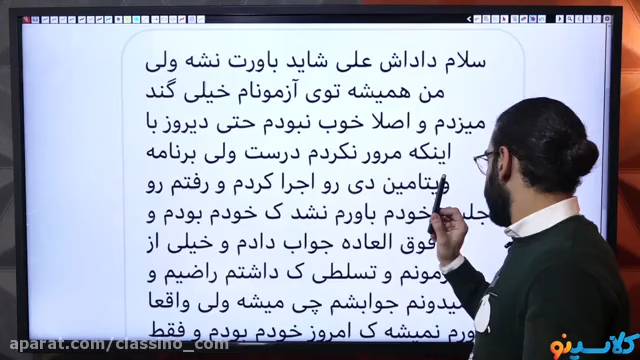 سلام داداش علی شاید باورت نشه ولی
من همیشه توی آزمونام خیلی گند
میزدم و اصلا خوب نبودم حتی دیروز با
اینکه مرور نکردم درست ولی برنامه
ویتامین دی رو اجرا کردم و رفتم رو
خودم باورم نشد ک خودم بودم و
فوق العاده جواب دادم و خیلی از
و تسلطی ک داشتم راضیم و
جوابشم چی میشه ولی واقعا
نمیشه ک امروز خودم بودم و فقط
aparat.com/classino_com
کلاسینو